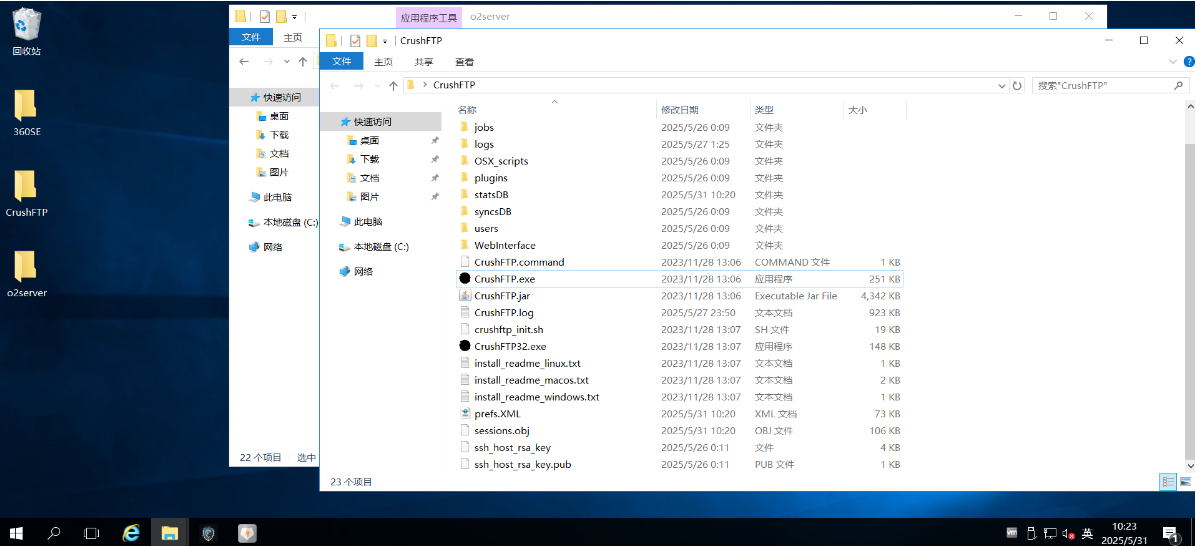 回收站
360SE
CrushFTP
o2server
应用程序工具 o2server
文件 主页
快速访问
桌面
下载
文档
图片
此电脑
本地磁盘 (C:)
网络
22 个项目 选中
CrushFTP
文件 主页 共享 查看
CrushFTP
搜索"CrushFTP"
快速访问
桌面
下载
文档
图片
此电脑
本地磁盘 (C:)
网络
名称 修改日期 类型 大小
jobs 2025/5/26 0:09 文件夹
logs 2025/5/27 1:25 文件夹
OSX_scripts 2025/5/26 0:09 文件夹
plugins 2025/5/26 0:09 文件夹
statsDB 2025/5/31 10:20 文件夹
syncsDB 2025/5/26 0:09 文件夹
users 2025/5/26 0:09 文件夹
WebInterface 2025/5/26 0:09 文件夹
CrushFTP.command 2023/11/28 13:06 COMMAND 文件 1 KB
CrushFTP.exe 2023/11/28 13:06 应用程序 251 KB
CrushFTP.jar 2023/11/28 13:06 Executable Jar File 4,342 KB
CrushFTP.log 2025/5/27 23:50 文本文档 923 KB
crushftp_init.sh 2023/11/28 13:07 SH 文件 19 KB
CrushFTP32.exe 2023/11/28 13:06 应用程序 148 KB
install_readme_linux.txt 2023/11/28 13:07 文本文档 1 KB
install_readme_macos.txt 2023/11/28 13:07 文本文档 2 KB
install_readme_windows.txt 2023/11/28 13:07 文本文档 1 KB
prefs.XML 2025/5/31 10:20 XML 文档 73 KB
sessions.obj 2025/5/31 10:20 OBJ 文件 106 KB
ssh_host_rsa_key 2025/5/26 0:11 文件 4 KB
ssh_host_rsa_key.pub 2025/5/26 0:11 PUB 文件 1 KB
23 个项目
英
10:23
2025/5/31
1